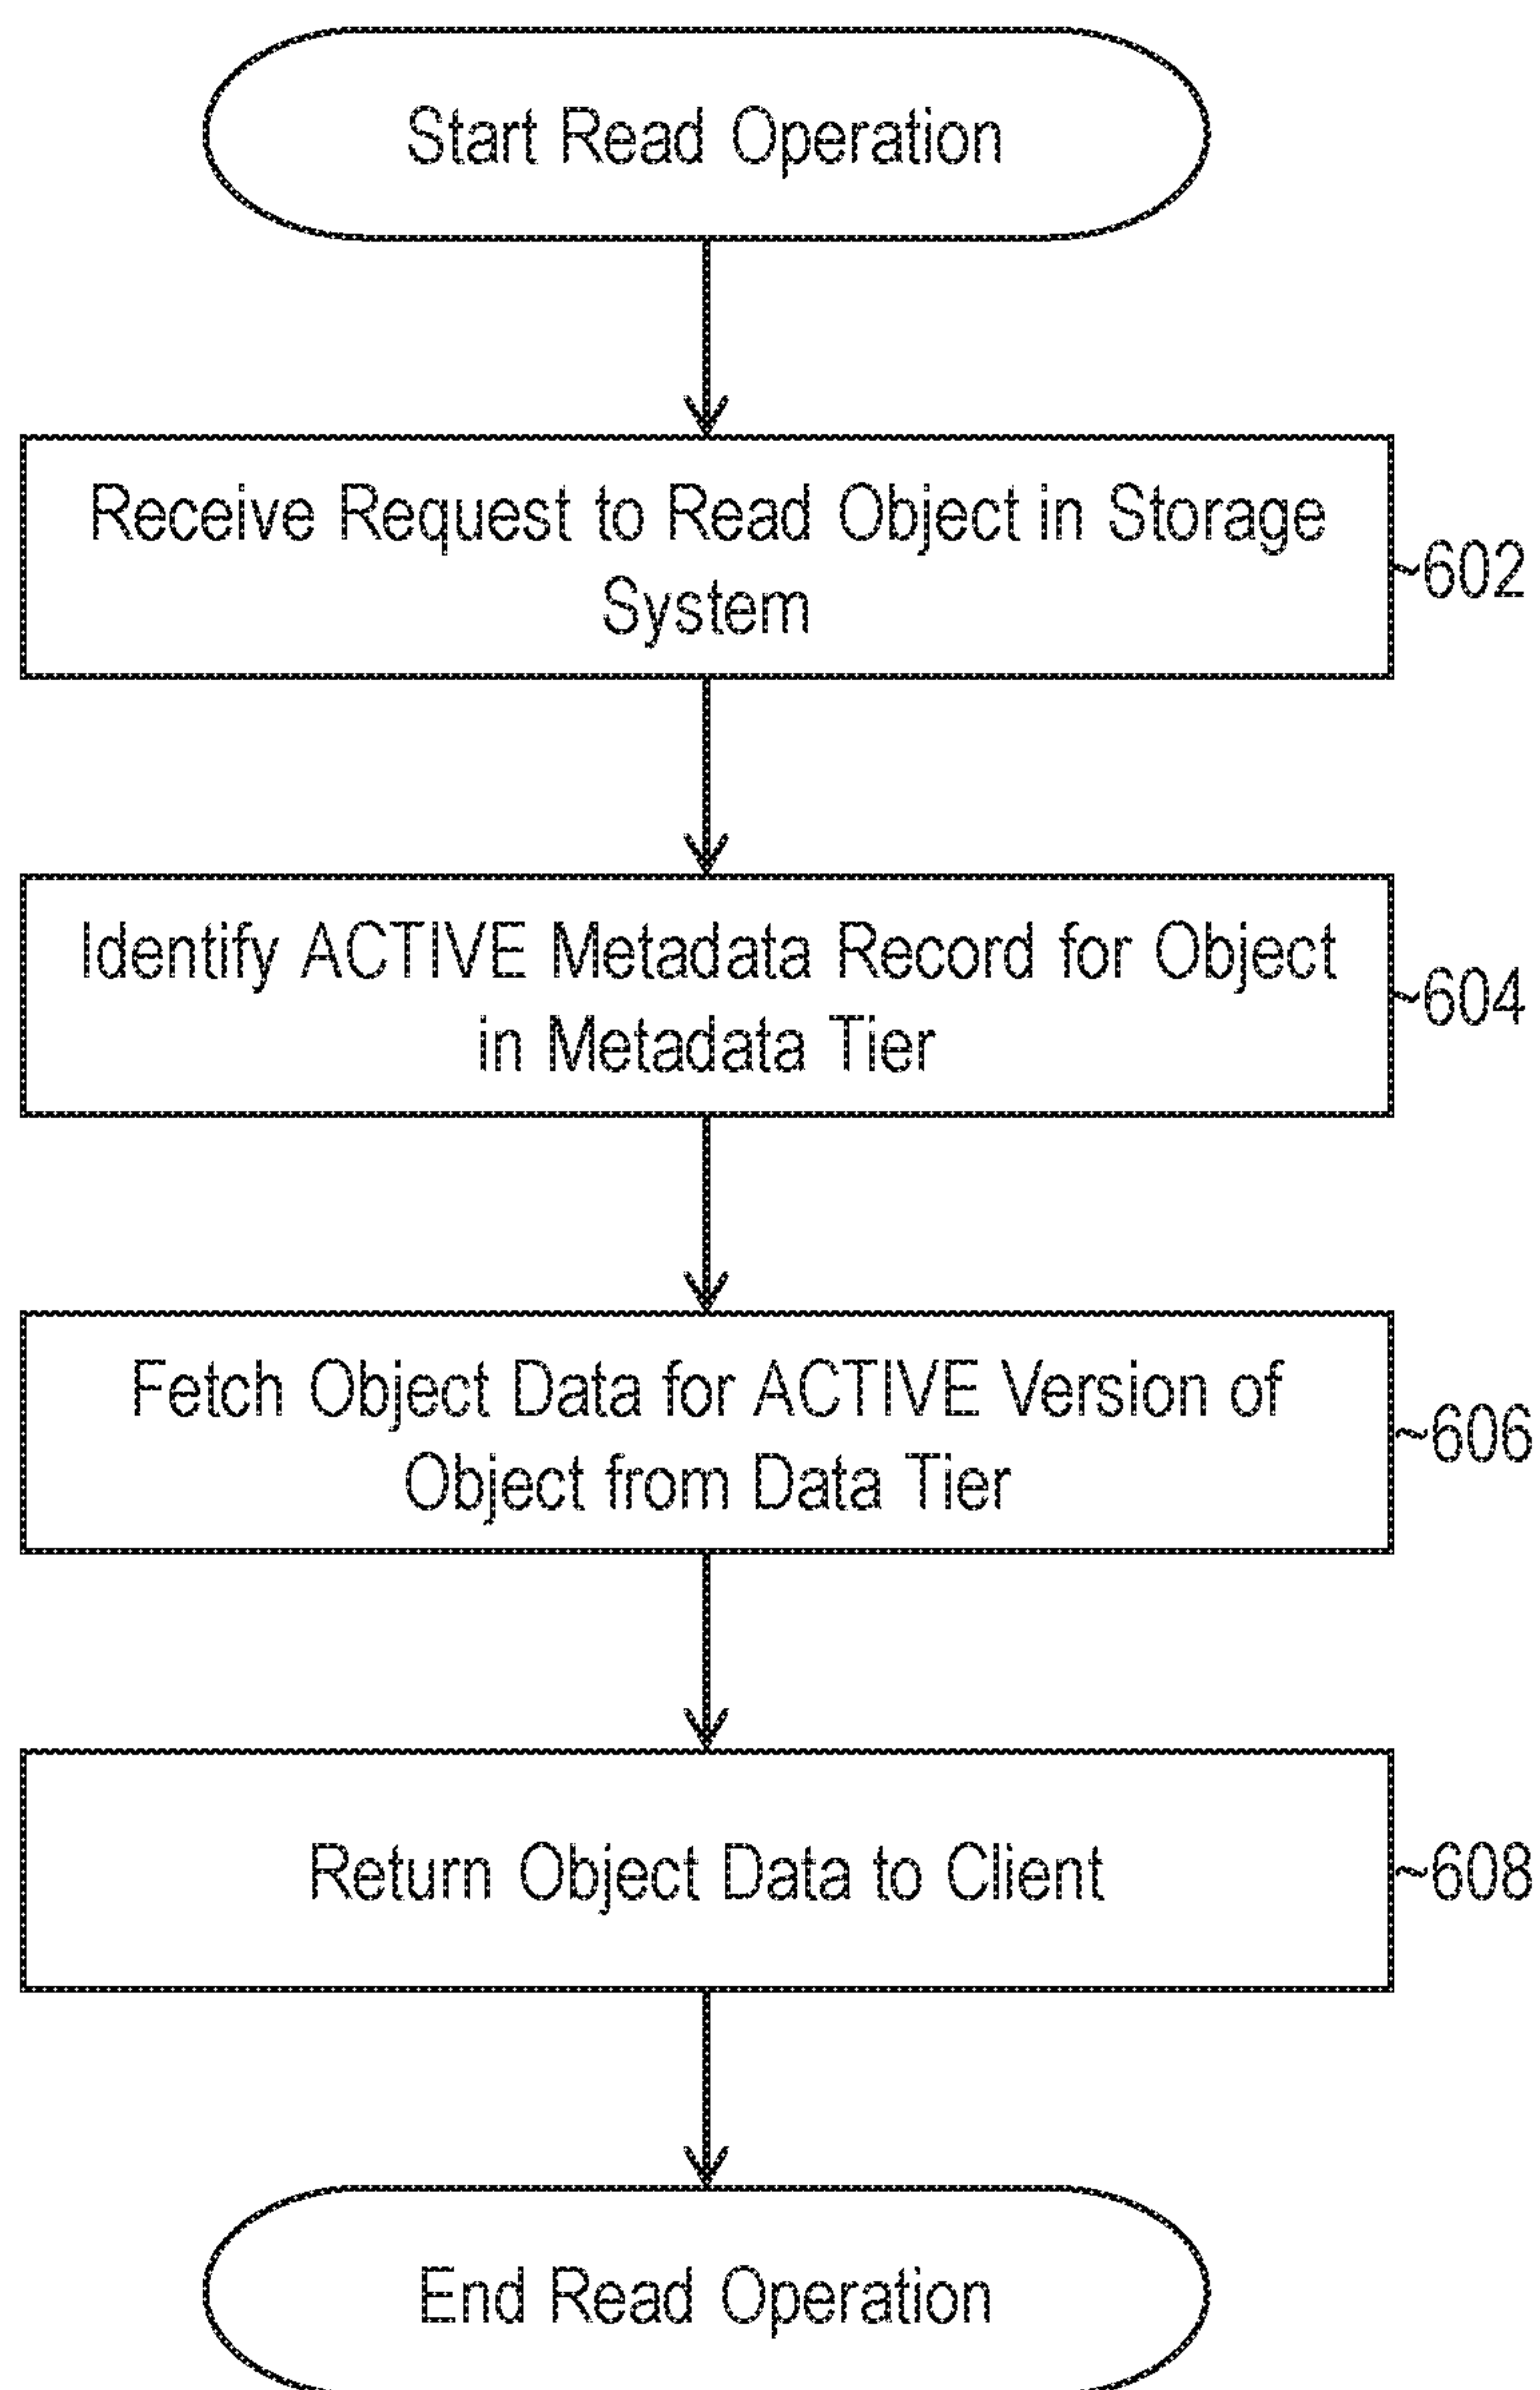 Start Read Operation
Receive Request to Read Object in Storage
System
~602
Identify ACTIVE Metadata Record for Object
in Metadata Tier
~604
Fetch Object Data for ACTIVE Version of
Object from Data Tier
~606
Return Object Data to Client
~608
End Read Operation